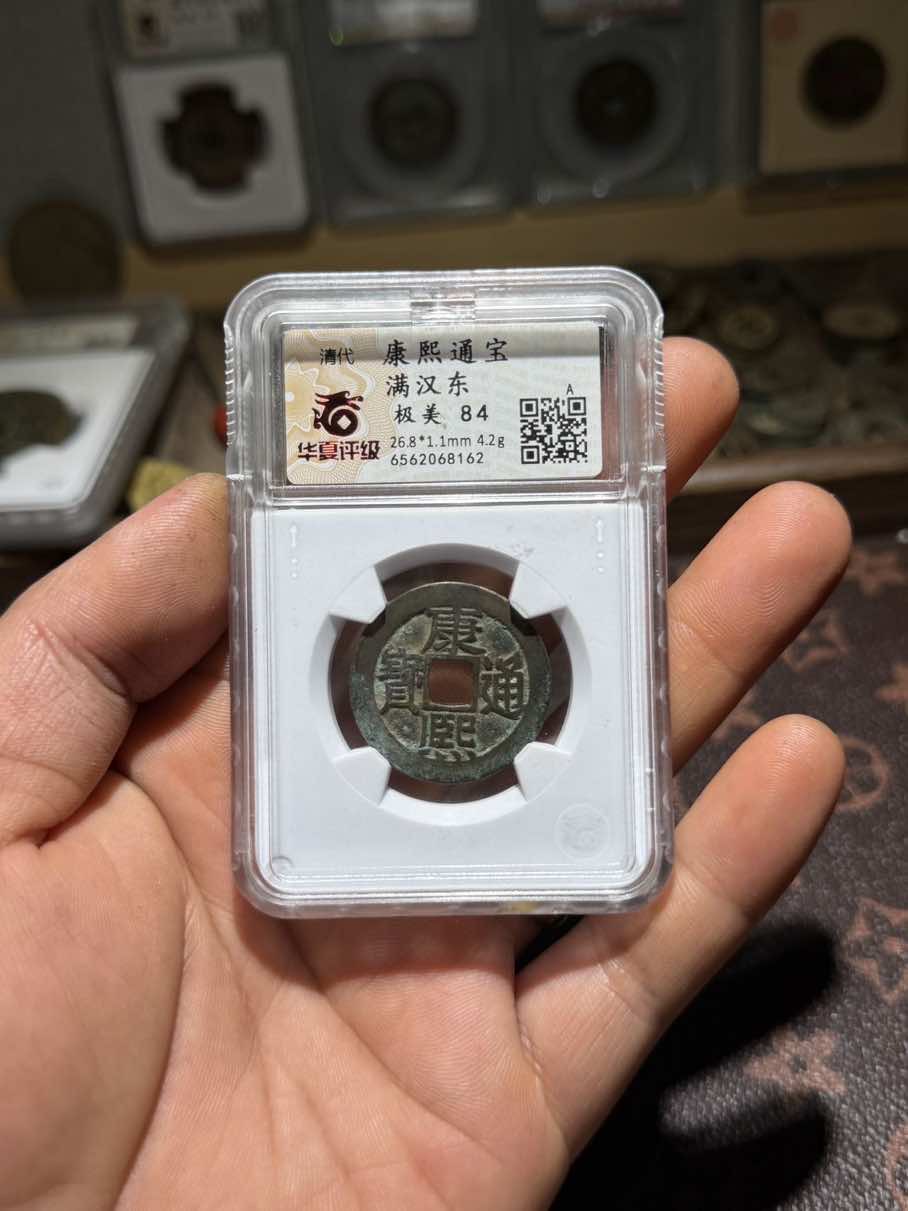 清代
康熙通宝
满汉东
极美 84
26.8*1.1mm 4.2g
6562068162
华夏评级
A
康熙通寶